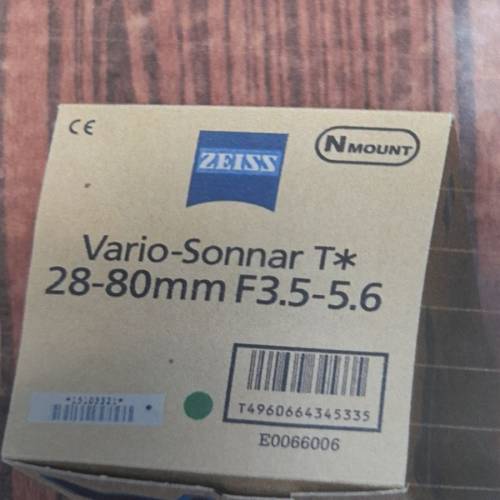 CE
N MOUNT
ZEISS
Vario-Sonnar T*
28-80mm F3.5-5.6
T4960664345335
E0066006